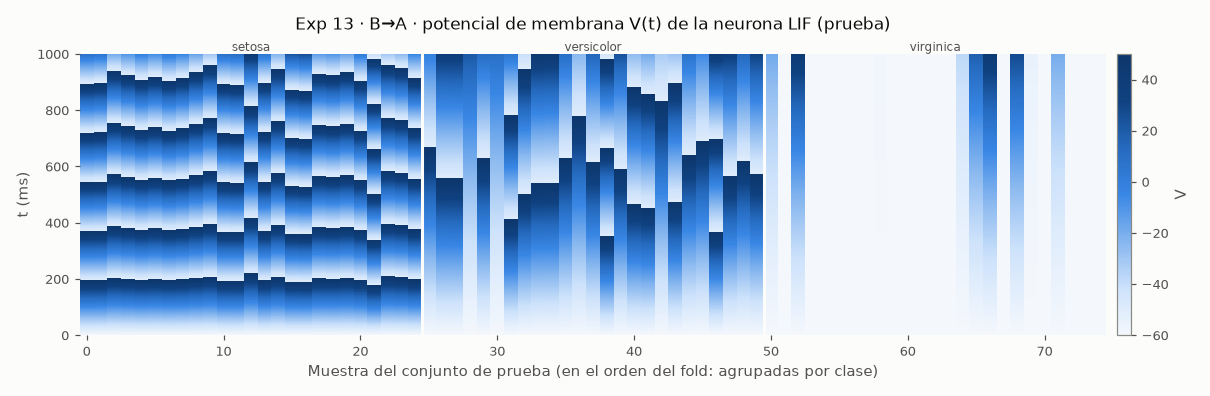 Exp 13 · B→A · potencial de membrana V(t) de la neurona LIF (prueba)
setosa versicolor virginica
1000
800
600
400
200
0
t (ms)
0 10 20 30 40 50 60 70
Muestra del conjunto de prueba (en el orden del fold: agrupadas por clase)
40
20
0
−20
−40
−60
V